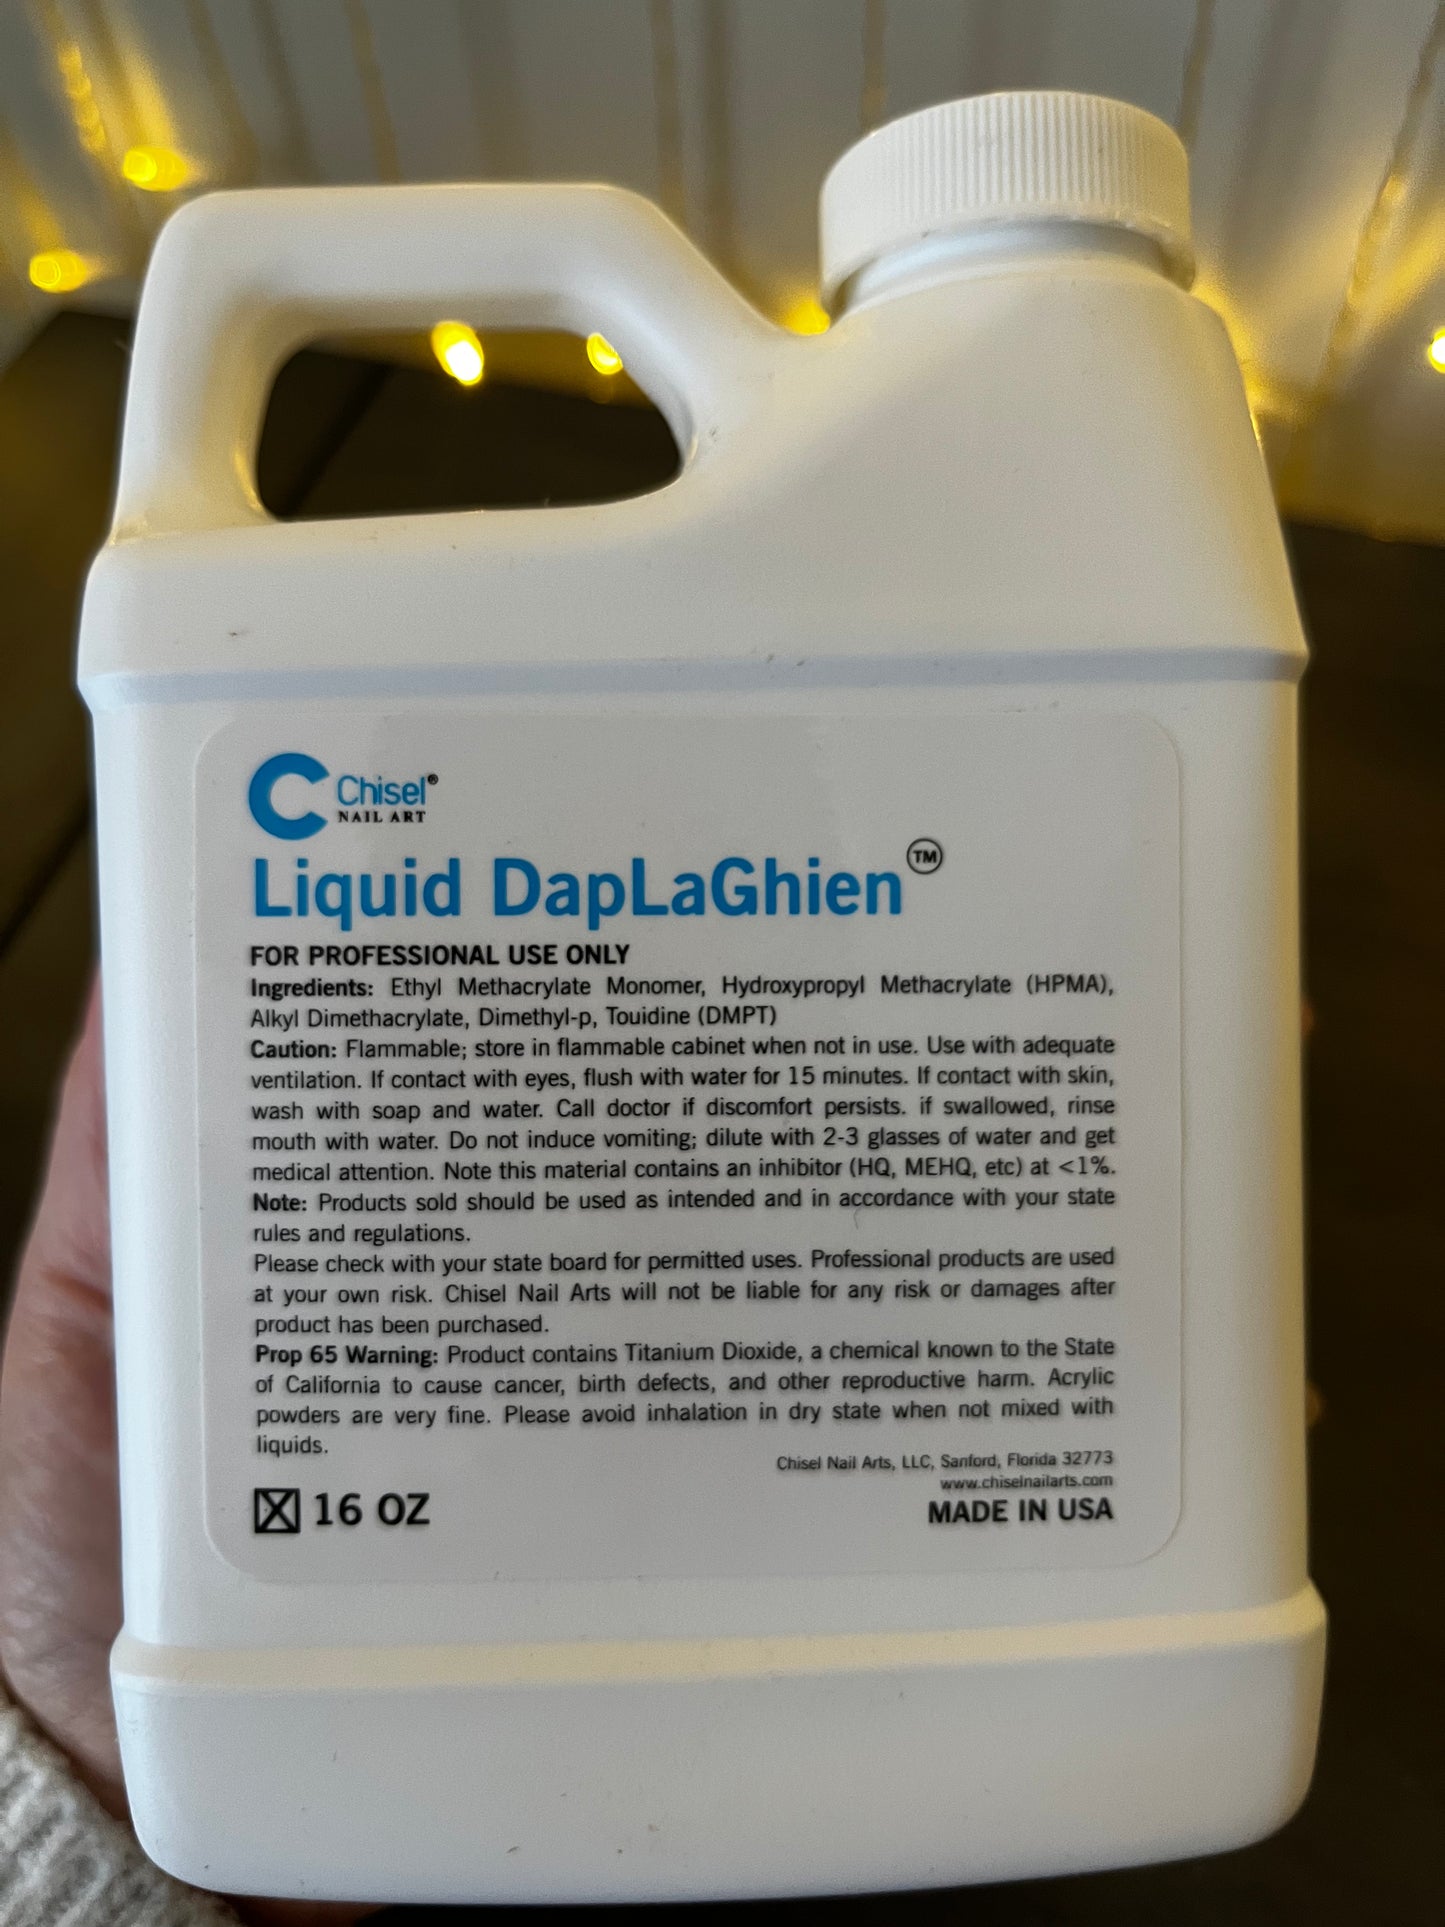 Chisel®
NAIL ART
Liquid DapLaGhien™
FOR PROFESSIONAL USE ONLY
Ingredients: Ethyl Methacrylate Monomer, Hydroxypropyl Methacrylate (HPMA),
Alkyl Dimethacrylate, Dimethyl-p, Touidine (DMPT)
Caution: Flammable; store in flammable cabinet when not in use. Use with adequate
ventilation. If contact with eyes, flush with water for 15 minutes. If contact with skin,
wash with soap and water. Call doctor if discomfort persists. if swallowed, rinse
mouth with water. Do not induce vomiting; dilute with 2-3 glasses of water and get
medical attention. Note this material contains an inhibitor (HQ, MEHQ, etc) at <1%.
Note: Products sold should be used as intended and in accordance with your state
rules and regulations.
Please check with your state board for permitted uses. Professional products are used
at your own risk. Chisel Nail Arts will not be liable for any risk or damages after
product has been purchased.
Prop 65 Warning: Product contains Titanium Dioxide, a chemical known to the State
of California to cause cancer, birth defects, and other reproductive harm. Acrylic
powders are very fine. Please avoid inhalation in dry state when not mixed with
liquids.
Chisel Nail Arts, LLC, Sanford, Florida 32773
www.chiselnailarts.com
16 OZ
MADE IN USA